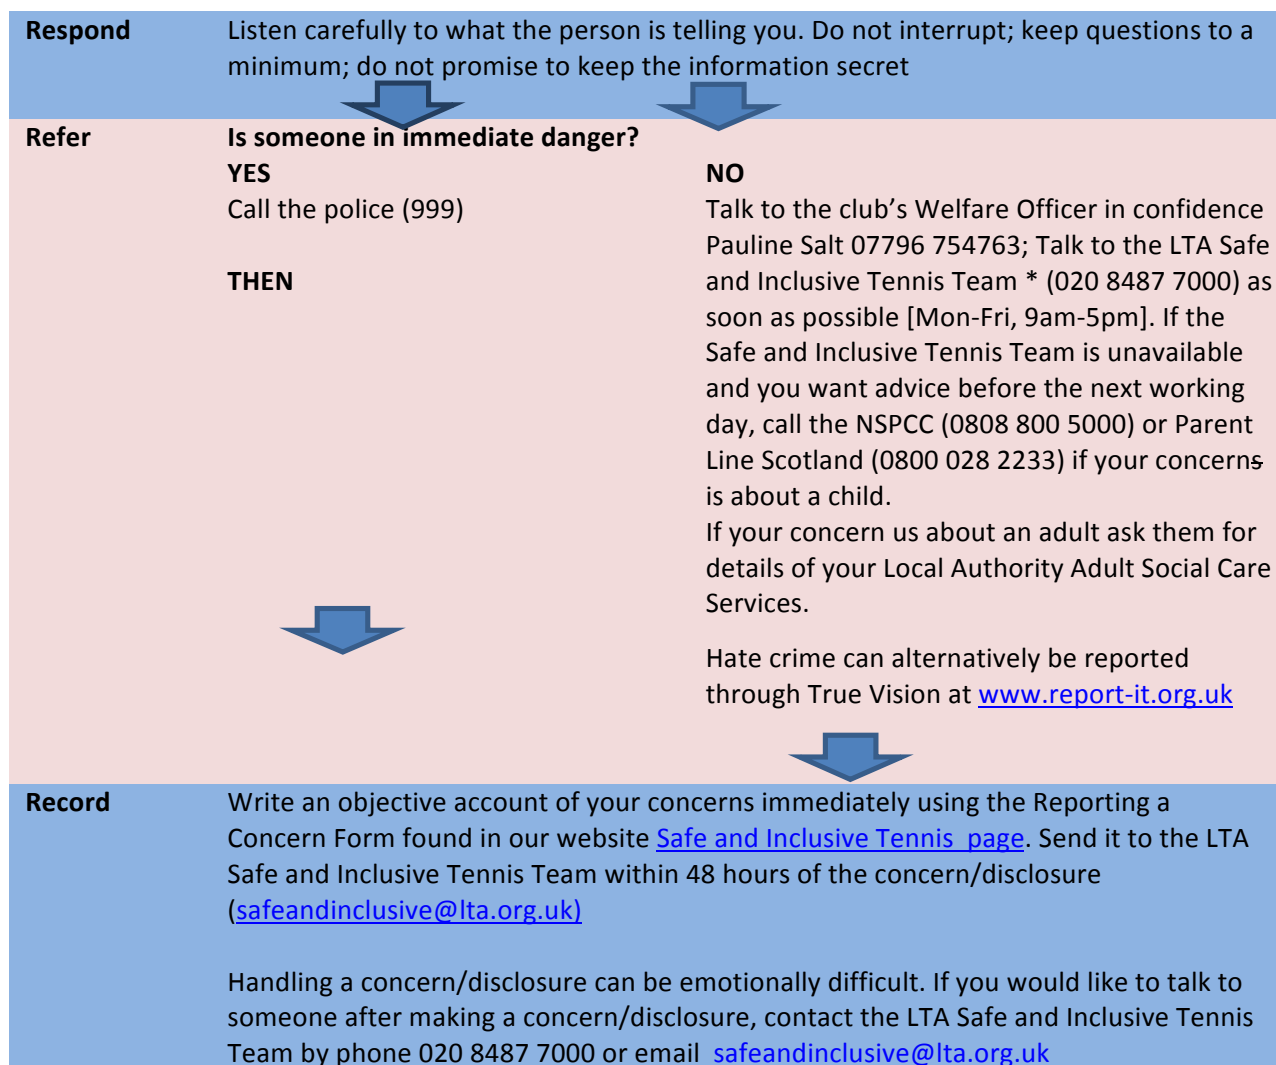 Respond Listen carefully to what the person is telling you. Do not interrupt; keep questions to a
minimum; do not promise to keep the information secret
Refer Is someone in immediate danger?
YES
Call the police (999)
THEN
NO
Talk to the club’s Welfare Officer in confidence
Pauline Salt 07796 754763; Talk to the LTA Safe
and Inclusive Tennis Team * (020 8487 7000) as
soon as possible [Mon-Fri, 9am-5pm]. If the
Safe and Inclusive Tennis Team is unavailable
and you want advice before the next working
day, call the NSPCC (0808 800 5000) or Parent
Line Scotland (0800 028 2233) if your concerns
is about a child.
If your concern us about an adult ask them for
details of your Local Authority Adult Social Care
Services.
Hate crime can alternatively be reported
through True Vision at www.report-it.org.uk
Record Write an objective account of your concerns immediately using the Reporting a
Concern Form found in our website Safe and Inclusive Tennis page. Send it to the LTA
Safe and Inclusive Tennis Team within 48 hours of the concern/disclosure
(safeandinclusive@lta.org.uk)
Handling a concern/disclosure can be emotionally difficult. If you would like to talk to
someone after making a concern/disclosure, contact the LTA Safe and Inclusive Tennis
Team by phone 020 8487 7000 or email safeandinclusive@lta.org.uk